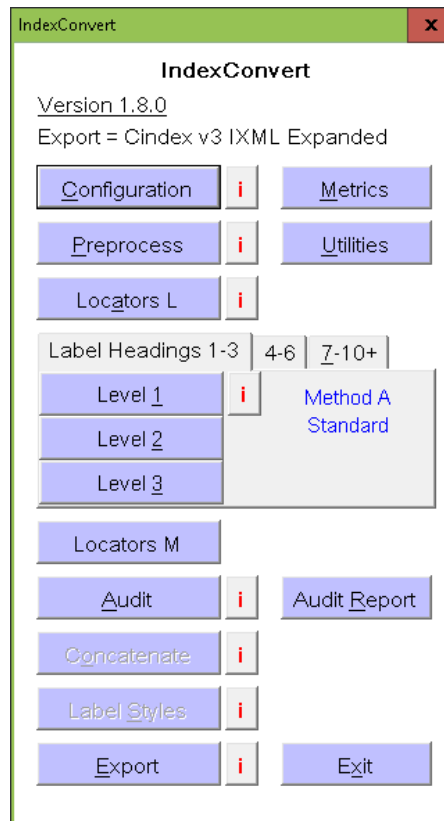 IndexConvert x
IndexConvert
Version 1.8.0
Export = Cindex v3 IXML Expanded
Configuration i Metrics
Preprocess i Utilities
Locators L i
Label Headings 1-3 4-6 7-10+
Level 1 i Method A
Level 2 Standard
Level 3
Locators M
Audit i Audit Report
Concatenate i
Label Styles i
Export i Exit